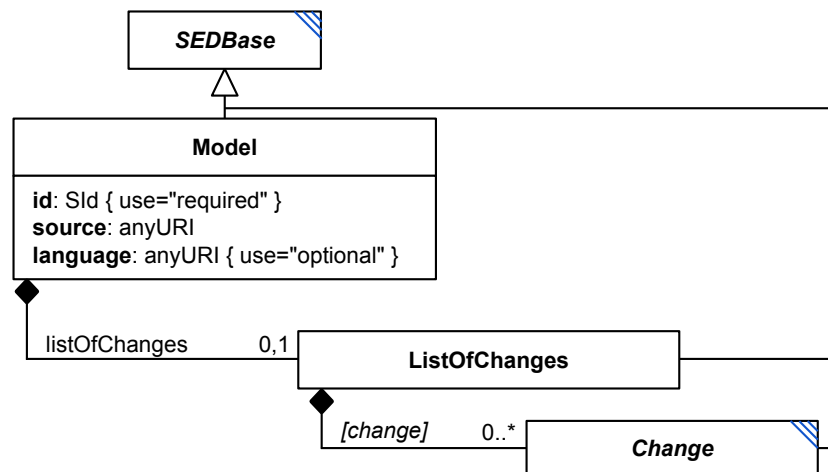 SEDBase
Model
id: SId { use="required" }
source: anyURI
language: anyURI { use="optional" }
listOfChanges 0,1
ListOfChanges
[change] 0..*
Change